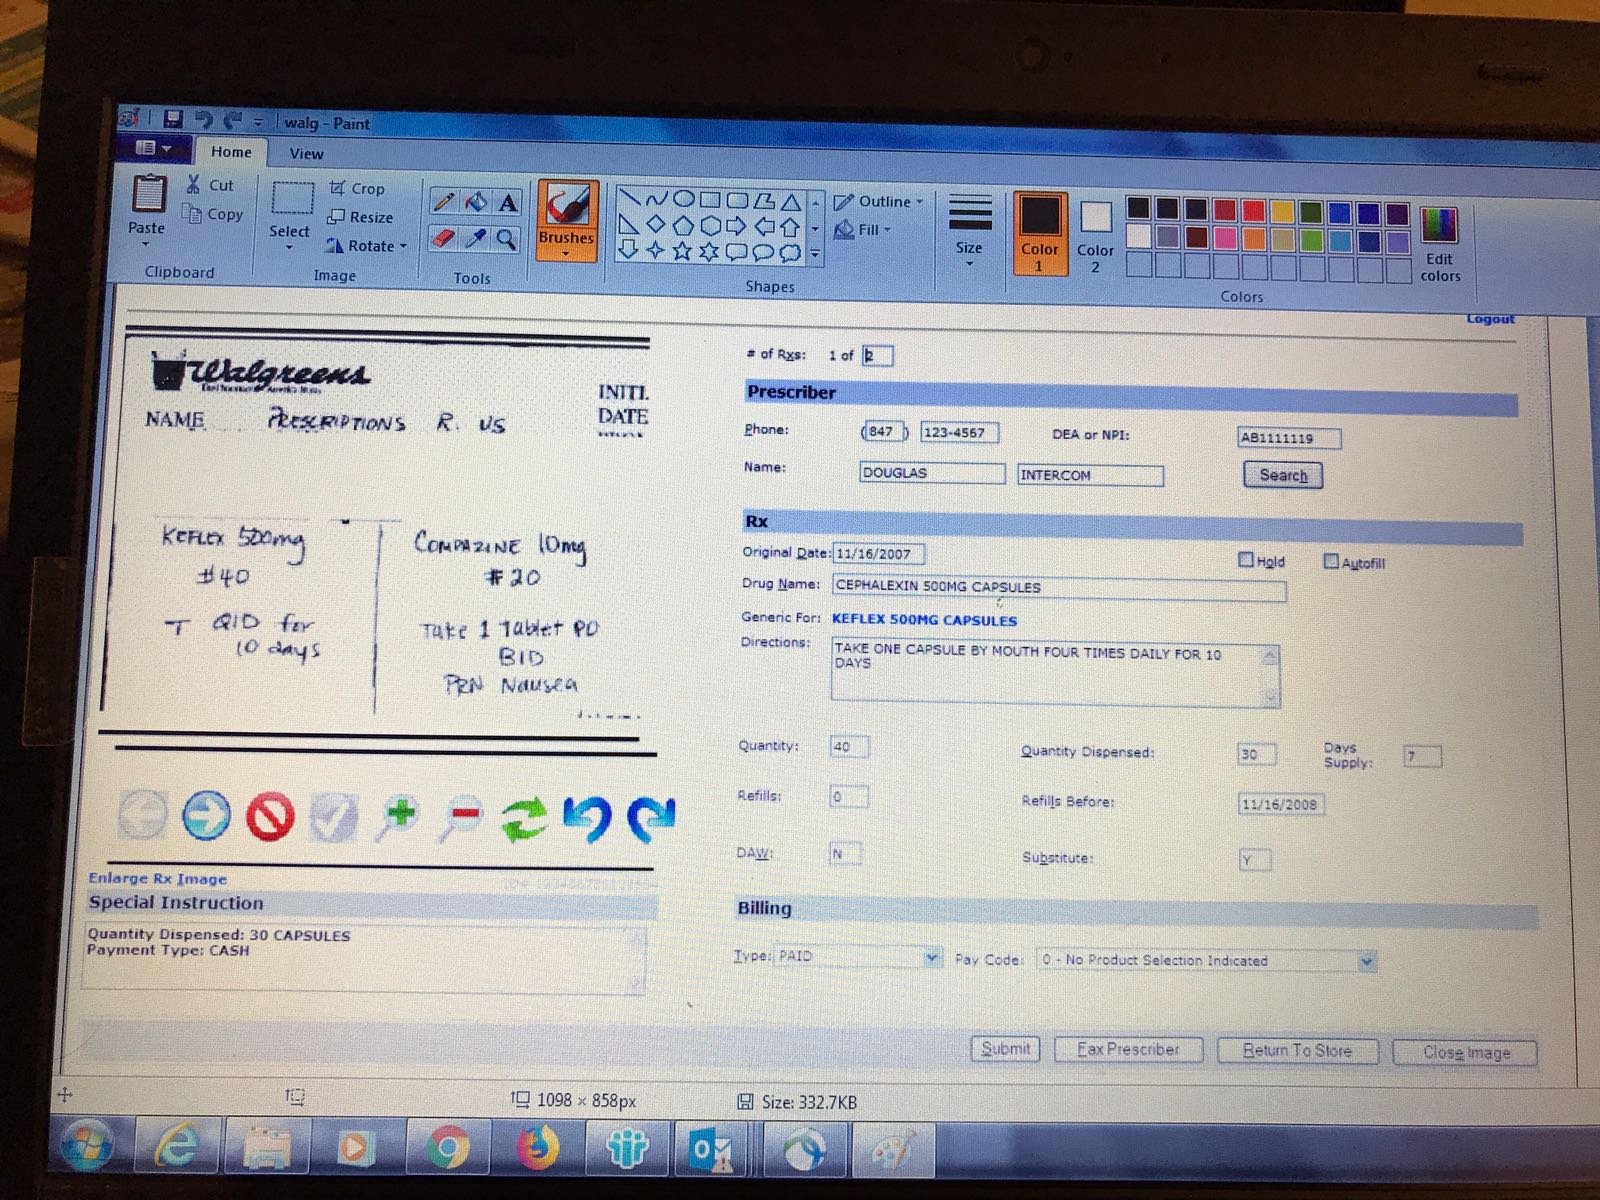 walg - Paint
Home View
Paste
Cut
Copy
Clipboard
Select
Crop
Resize
Rotate
Image
A
Tools
Brushes
Outline
Fill
Shapes
Size
Color 1
Color 2
Edit colors
Colors
Logout
Walgreens
INITI.
DATE
NAME PRESCRIPTIONS R. US
KEFLEX 500mg
#40
T QID for
10 days
COMPAZINE 10mg
#20
Take 1 Tablet PO
BID
PRN Nausea
Enlarge Rx Image
Special Instruction
Quantity Dispensed: 30 CAPSULES
Payment Type: CASH
# of Rxs: 1 of 2
Prescriber
Phone: (847) 123-4567 DEA or NPI: AB1111119
Name: DOUGLAS INTERCOM Search
Rx
Original Date: 11/16/2007 Hold Autofill
Drug Name: CEPHALEXIN 500MG CAPSULES
Generic For: KEFLEX 500MG CAPSULES
Directions: TAKE ONE CAPSULE BY MOUTH FOUR TIMES DAILY FOR 10
DAYS
Quantity: 40 Quantity Dispensed: 30 Days Supply: 7
Refills: 0 Refills Before: 11/16/2008
DAW: N Substitute: Y
Billing
Type: PAID Pay Code: 0 - No Product Selection Indicated
Submit Fax Prescriber Return To Store Close Image
1098 × 858px Size: 332.7KB